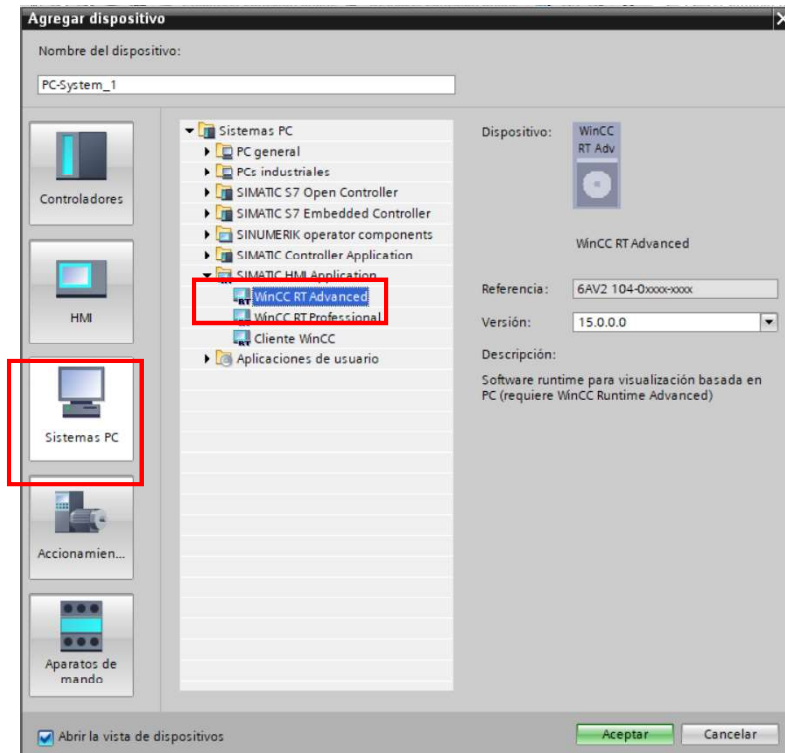 Agregar dispositivo
Nombre del dispositivo:
PC-System_1
Controladores
HMI
Sistemas PC
Accionamien...
Aparatos de
mando
Sistemas PC
PC general
PCs industriales
SIMATIC S7 Open Controller
SIMATIC S7 Embedded Controller
SINUMERIK operator components
SIMATIC Controller Application
SIMATIC HMI Application
WinCC RT Advanced
WinCC RT Professional
Cliente WinCC
Aplicaciones de usuario
Dispositivo:
WinCC
RT Adv
WinCC RT Advanced
Referencia: 6AV2 104-0xxxx-xxxx
Versión: 15.0.0.0
Descripción:
Software runtime para visualización basada en
PC (requiere WinCC Runtime Advanced)
Abrir la vista de dispositivos
Aceptar Cancelar